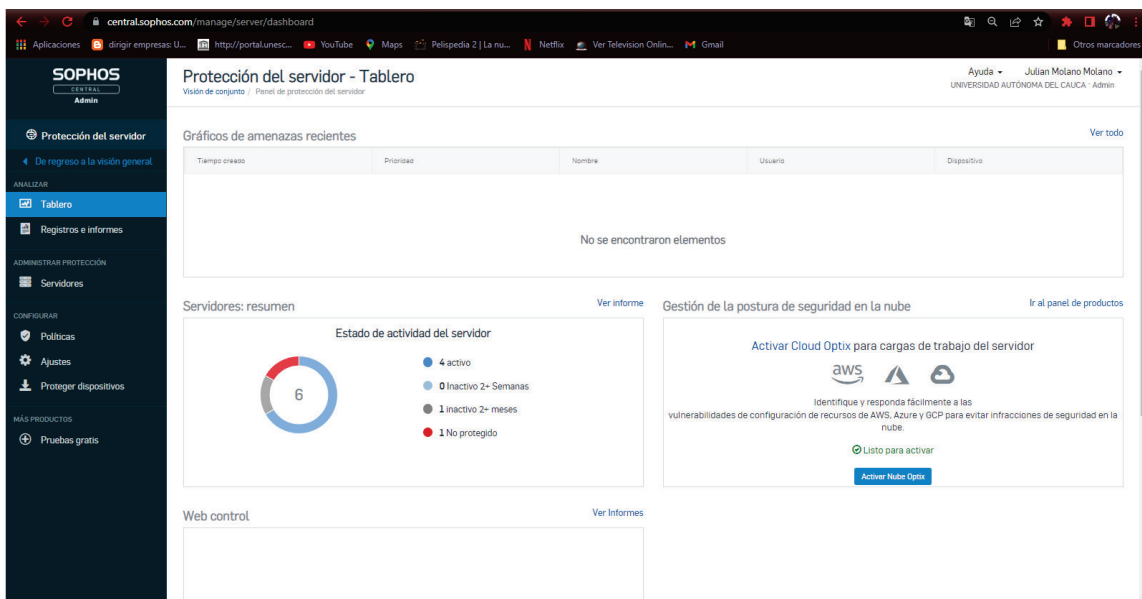 central.sophos.com/manage/server/dashboard
Aplicaciones
dirigir empresas: U...
http://portal.unesc...
YouTube
Maps
Pelispedia 2 | La nu...
Netflix
Ver Television Onlin...
Gmail
Otros marcadores
SOPHOS
CENTRAL
Admin
Protección del servidor - Tablero
Visión de conjunto / Panel de protección del servidor
Ayuda
Julian Molano Molano
UNIVERSIDAD AUTÓNOMA DEL CAUCA · Admin
Protección del servidor
De regreso a la visión general
ANALIZAR
Tablero
Registros e informes
ADMINISTRAR PROTECCIÓN
Servidores
CONFIGURAR
Políticas
Ajustes
Proteger dispositivos
MÁS PRODUCTOS
Pruebas gratis
Gráficos de amenazas recientes
Ver todo
Tiempo creado
Prioridad
Nombre
Usuario
Dispositivo
No se encontraron elementos
Servidores: resumen
Ver informe
Estado de actividad del servidor
6
4 activo
0 Inactivo 2+ Semanas
1 inactivo 2+ meses
1 No protegido
Gestión de la postura de seguridad en la nube
Ir al panel de productos
Activar Cloud Optix para cargas de trabajo del servidor
aws
Identifique y responda fácilmente a las
vulnerabilidades de configuración de recursos de AWS, Azure y GCP para evitar infracciones de seguridad en la
nube.
Listo para activar
Activar Nube Optix
Web control
Ver Informes